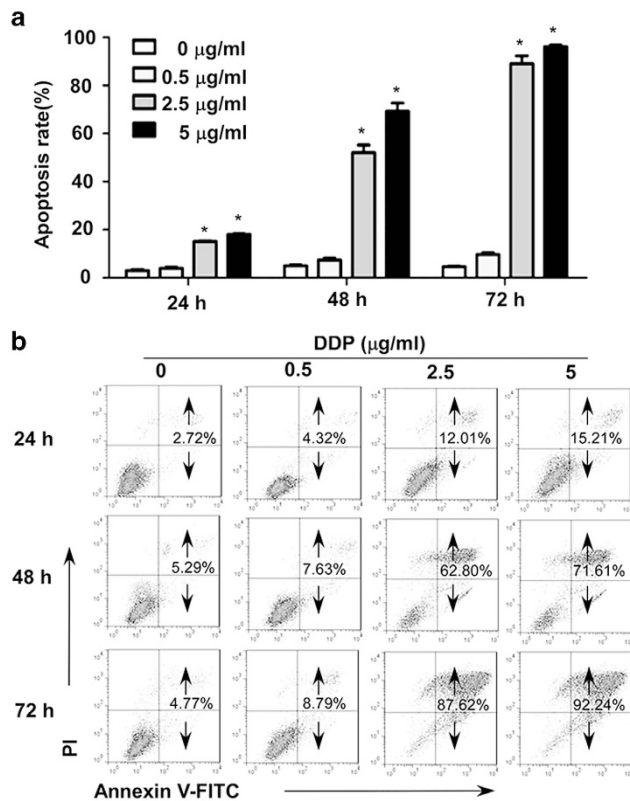 a
100
80
60
40
20
0
Apoptosis rate(%)
0 μg/ml
0.5 μg/ml
2.5 μg/ml
5 μg/ml
* *
* *
* *
24 h 48 h 72 h
b
DDP (μg/ml)
0 0.5 2.5 5
24 h
2.72% 4.32% 12.01% 15.21%
48 h
5.29% 7.63% 62.80% 71.61%
72 h
4.77% 8.79% 87.62% 92.24%
PI
Annexin V-FITC